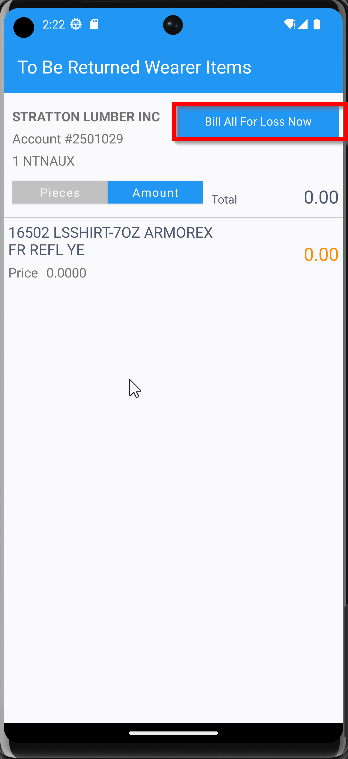 2:22
To Be Returned Wearer Items
STRATTON LUMBER INC
Bill All For Loss Now
Account #2501029
1 NTNAUX
Pieces
Amount
Total
0.00
16502 LSSHIRT-7OZ ARMOREX
FR REFL YE
0.00
Price 0.0000